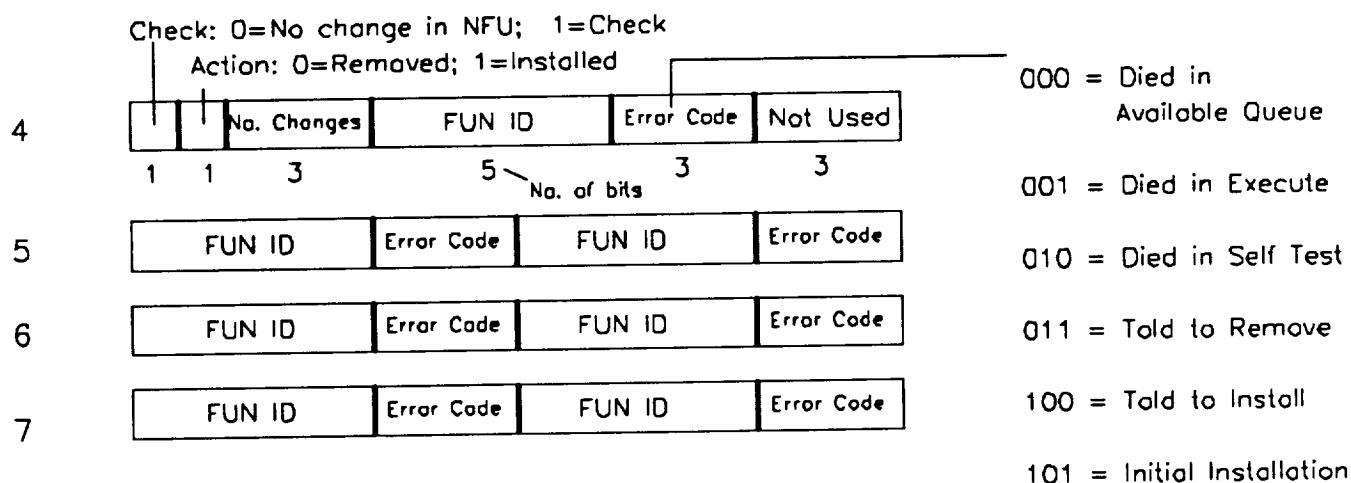 Check: 0=No change in NFU; 1=Check
Action: 0=Removed; 1=Installed
4 No. Changes FUN ID Error Code Not Used
1 1 3 5 No. of bits 3 3
5 FUN ID Error Code FUN ID Error Code
6 FUN ID Error Code FUN ID Error Code
7 FUN ID Error Code FUN ID Error Code
000 = Died in
Available Queue
001 = Died in Execute
010 = Died in Self Test
011 = Told to Remove
100 = Told to Install
101 = Initial Installation